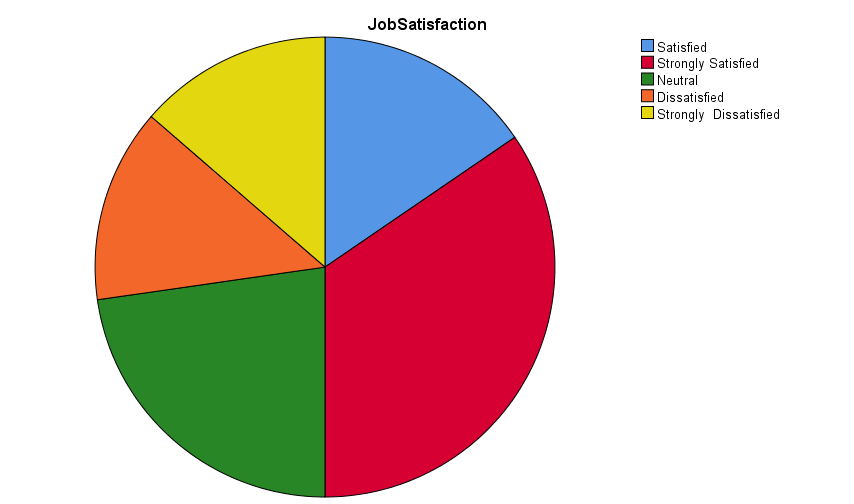 JobSatisfaction
Satisfied
Strongly Satisfied
Neutral
Dissatisfied
Strongly  Dissatisfied